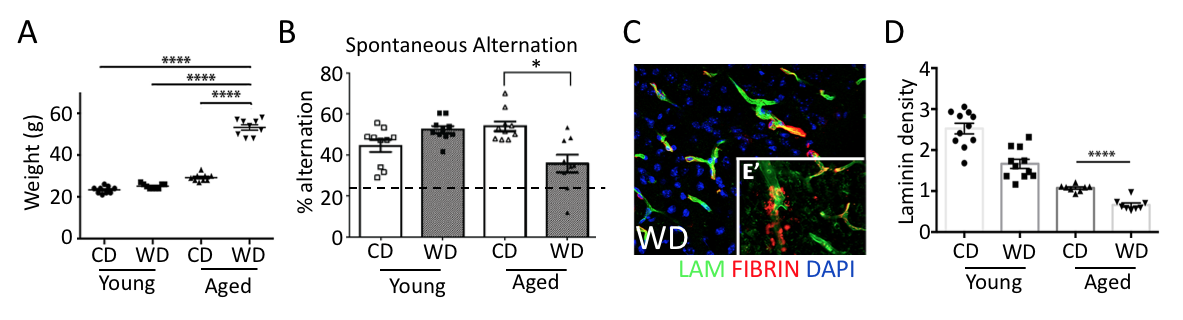 A
Weight (g)
60
40
20
0
****
****
****
CD WD CD WD
Young Aged
B
Spontaneous Alternation
% alternation
80
60
40
20
0
*
CD WD CD WD
Young Aged
C
WD
E’
LAM FIBRIN DAPI
D
Laminin density
4
3
2
1
0
****
CD WD CD WD
Young Aged